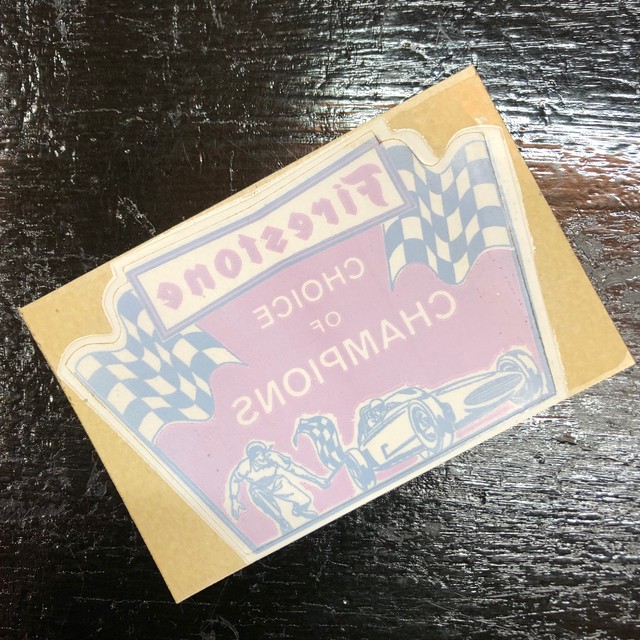 Firestone
CHOICE
OF
CHAMPIONS